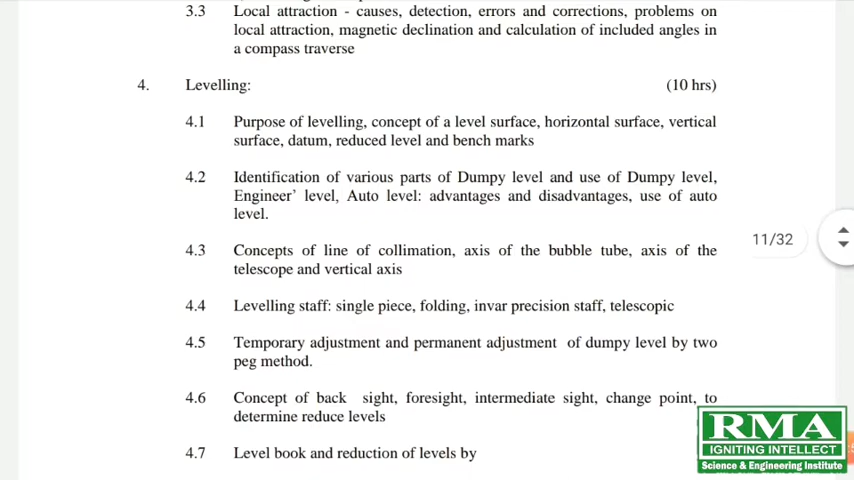 3.3 Local attraction - causes, detection, errors and corrections, problems on
local attraction, magnetic declination and calculation of included angles in
a compass traverse
4. Levelling: (10 hrs)
4.1 Purpose of levelling, concept of a level surface, horizontal surface, vertical
surface, datum, reduced level and bench marks
4.2 Identification of various parts of Dumpy level and use of Dumpy level,
Engineer' level, Auto level: advantages and disadvantages, use of auto
level.
11/32
4.3 Concepts of line of collimation, axis of the bubble tube, axis of the
telescope and vertical axis
4.4 Levelling staff: single piece, folding, invar precision staff, telescopic
4.5 Temporary adjustment and permanent adjustment of dumpy level by two
peg method.
4.6 Concept of back sight, foresight, intermediate sight, change point, to
determine reduce levels
4.7 Level book and reduction of levels by
RMA
IGNITING INTELLECT
Science & Engineering Institute